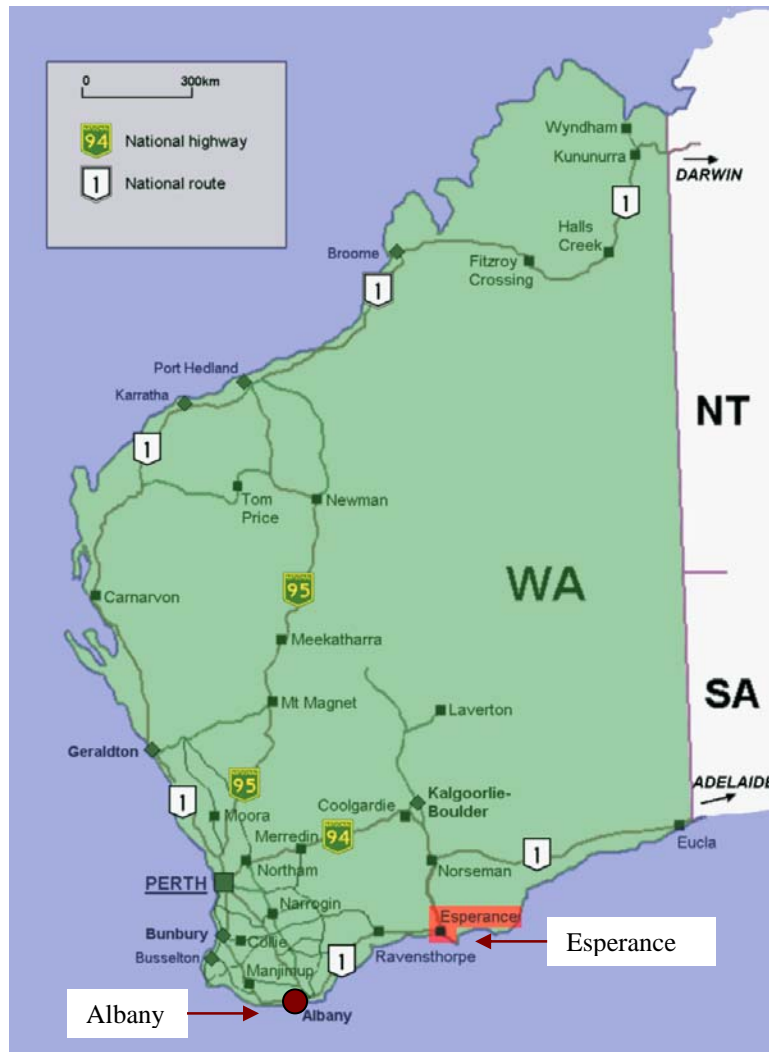 0 300km
94 National highway
1 National route
Wyndham
Kununurra
DARWIN
1
Halls
Creek
Broome
Fitzroy
Crossing
1
Port Hedland
Karratha
NT
1
Tom
Price
Newman
WA
95
Carnarvon
Meekatharra
SA
Mt Magnet
Laverton
Geraldton
ADELAIDE
95
Kalgoorlie-
Boulder
1
Coolgardie
Moora
94
Merredin
Eucla
Northam
Norseman
1
PERTH
Narrogin
Esperance
Bunbury
Collie
Esperance
Busselton
Ravensthorpe
1
Manjimup
Albany
Albany